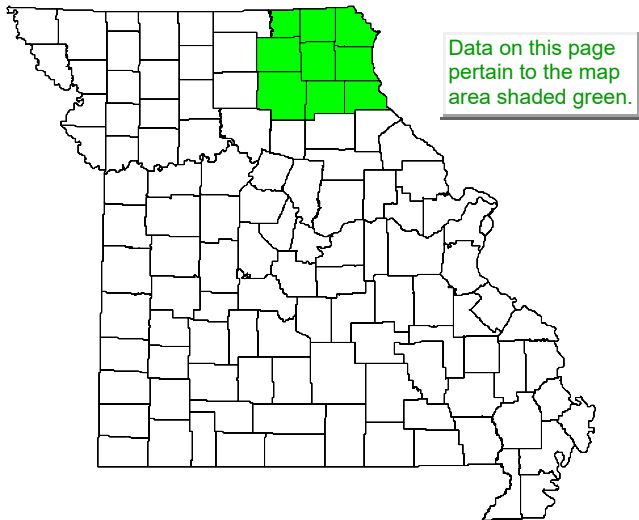 Data on this page
pertain to the map
area shaded green.